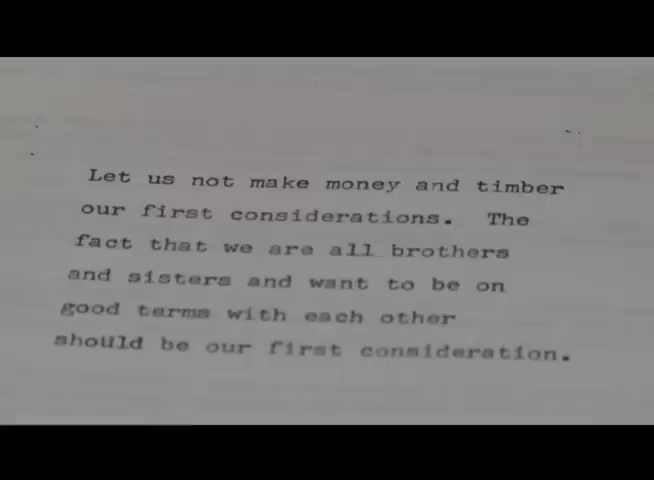 Let us not make money and timber
our first considerations. The
fact that we are all brothers
and sisters and want to be on
good terms with each other
should be our first consideration.